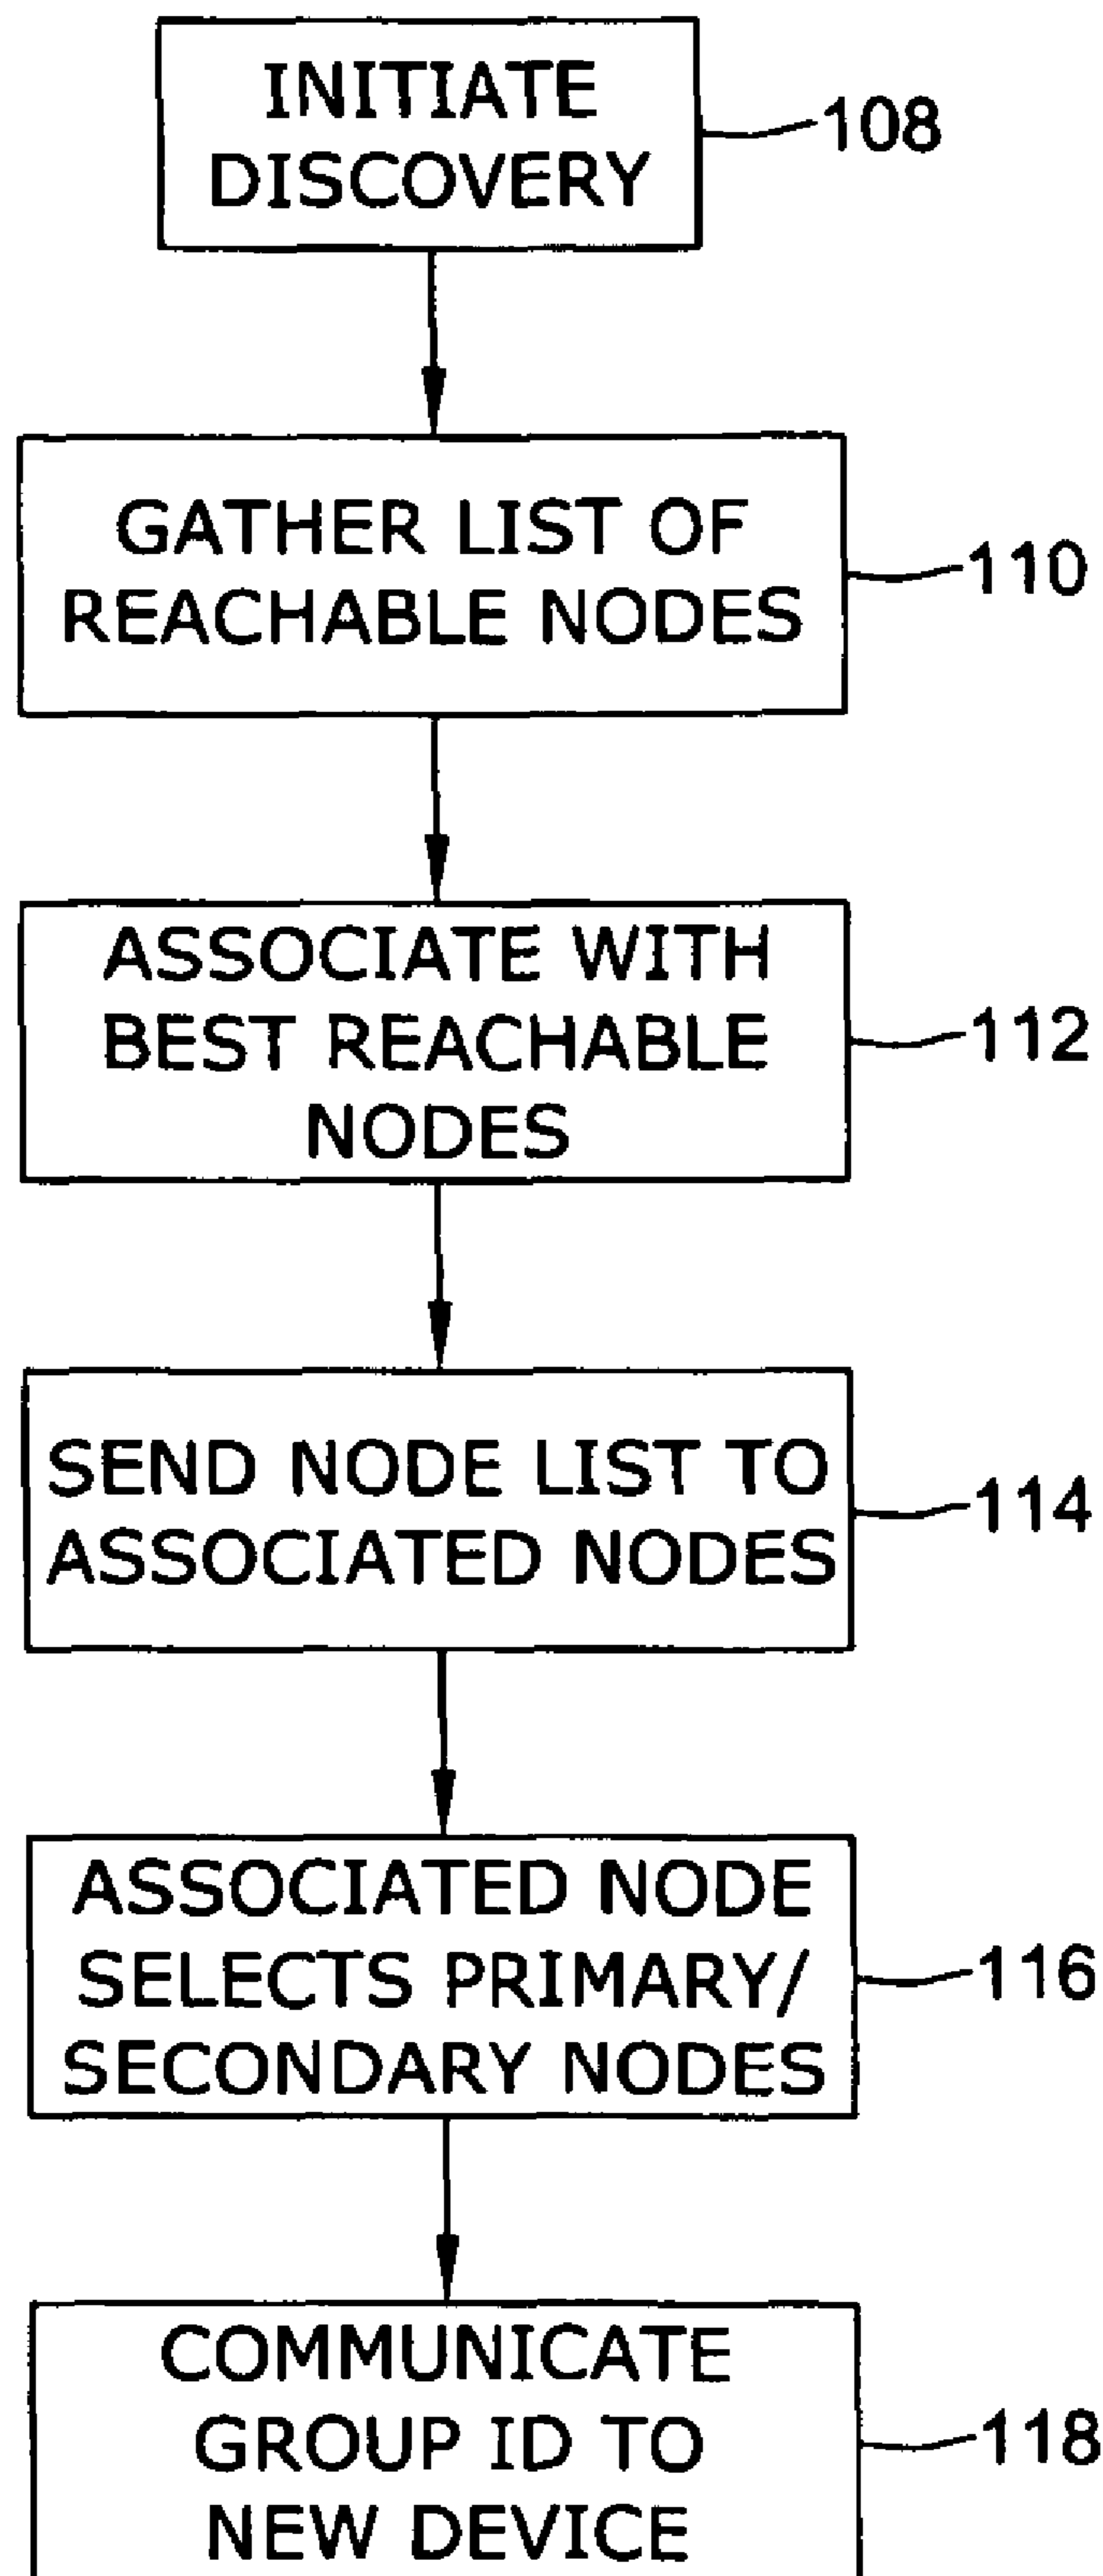 INITIATE
DISCOVERY
108
GATHER LIST OF
REACHABLE NODES
110
ASSOCIATE WITH
BEST REACHABLE
NODES
112
SEND NODE LIST TO
ASSOCIATED NODES
114
ASSOCIATED NODE
SELECTS PRIMARY/
SECONDARY NODES
116
COMMUNICATE
GROUP ID TO
NEW DEVICE
118